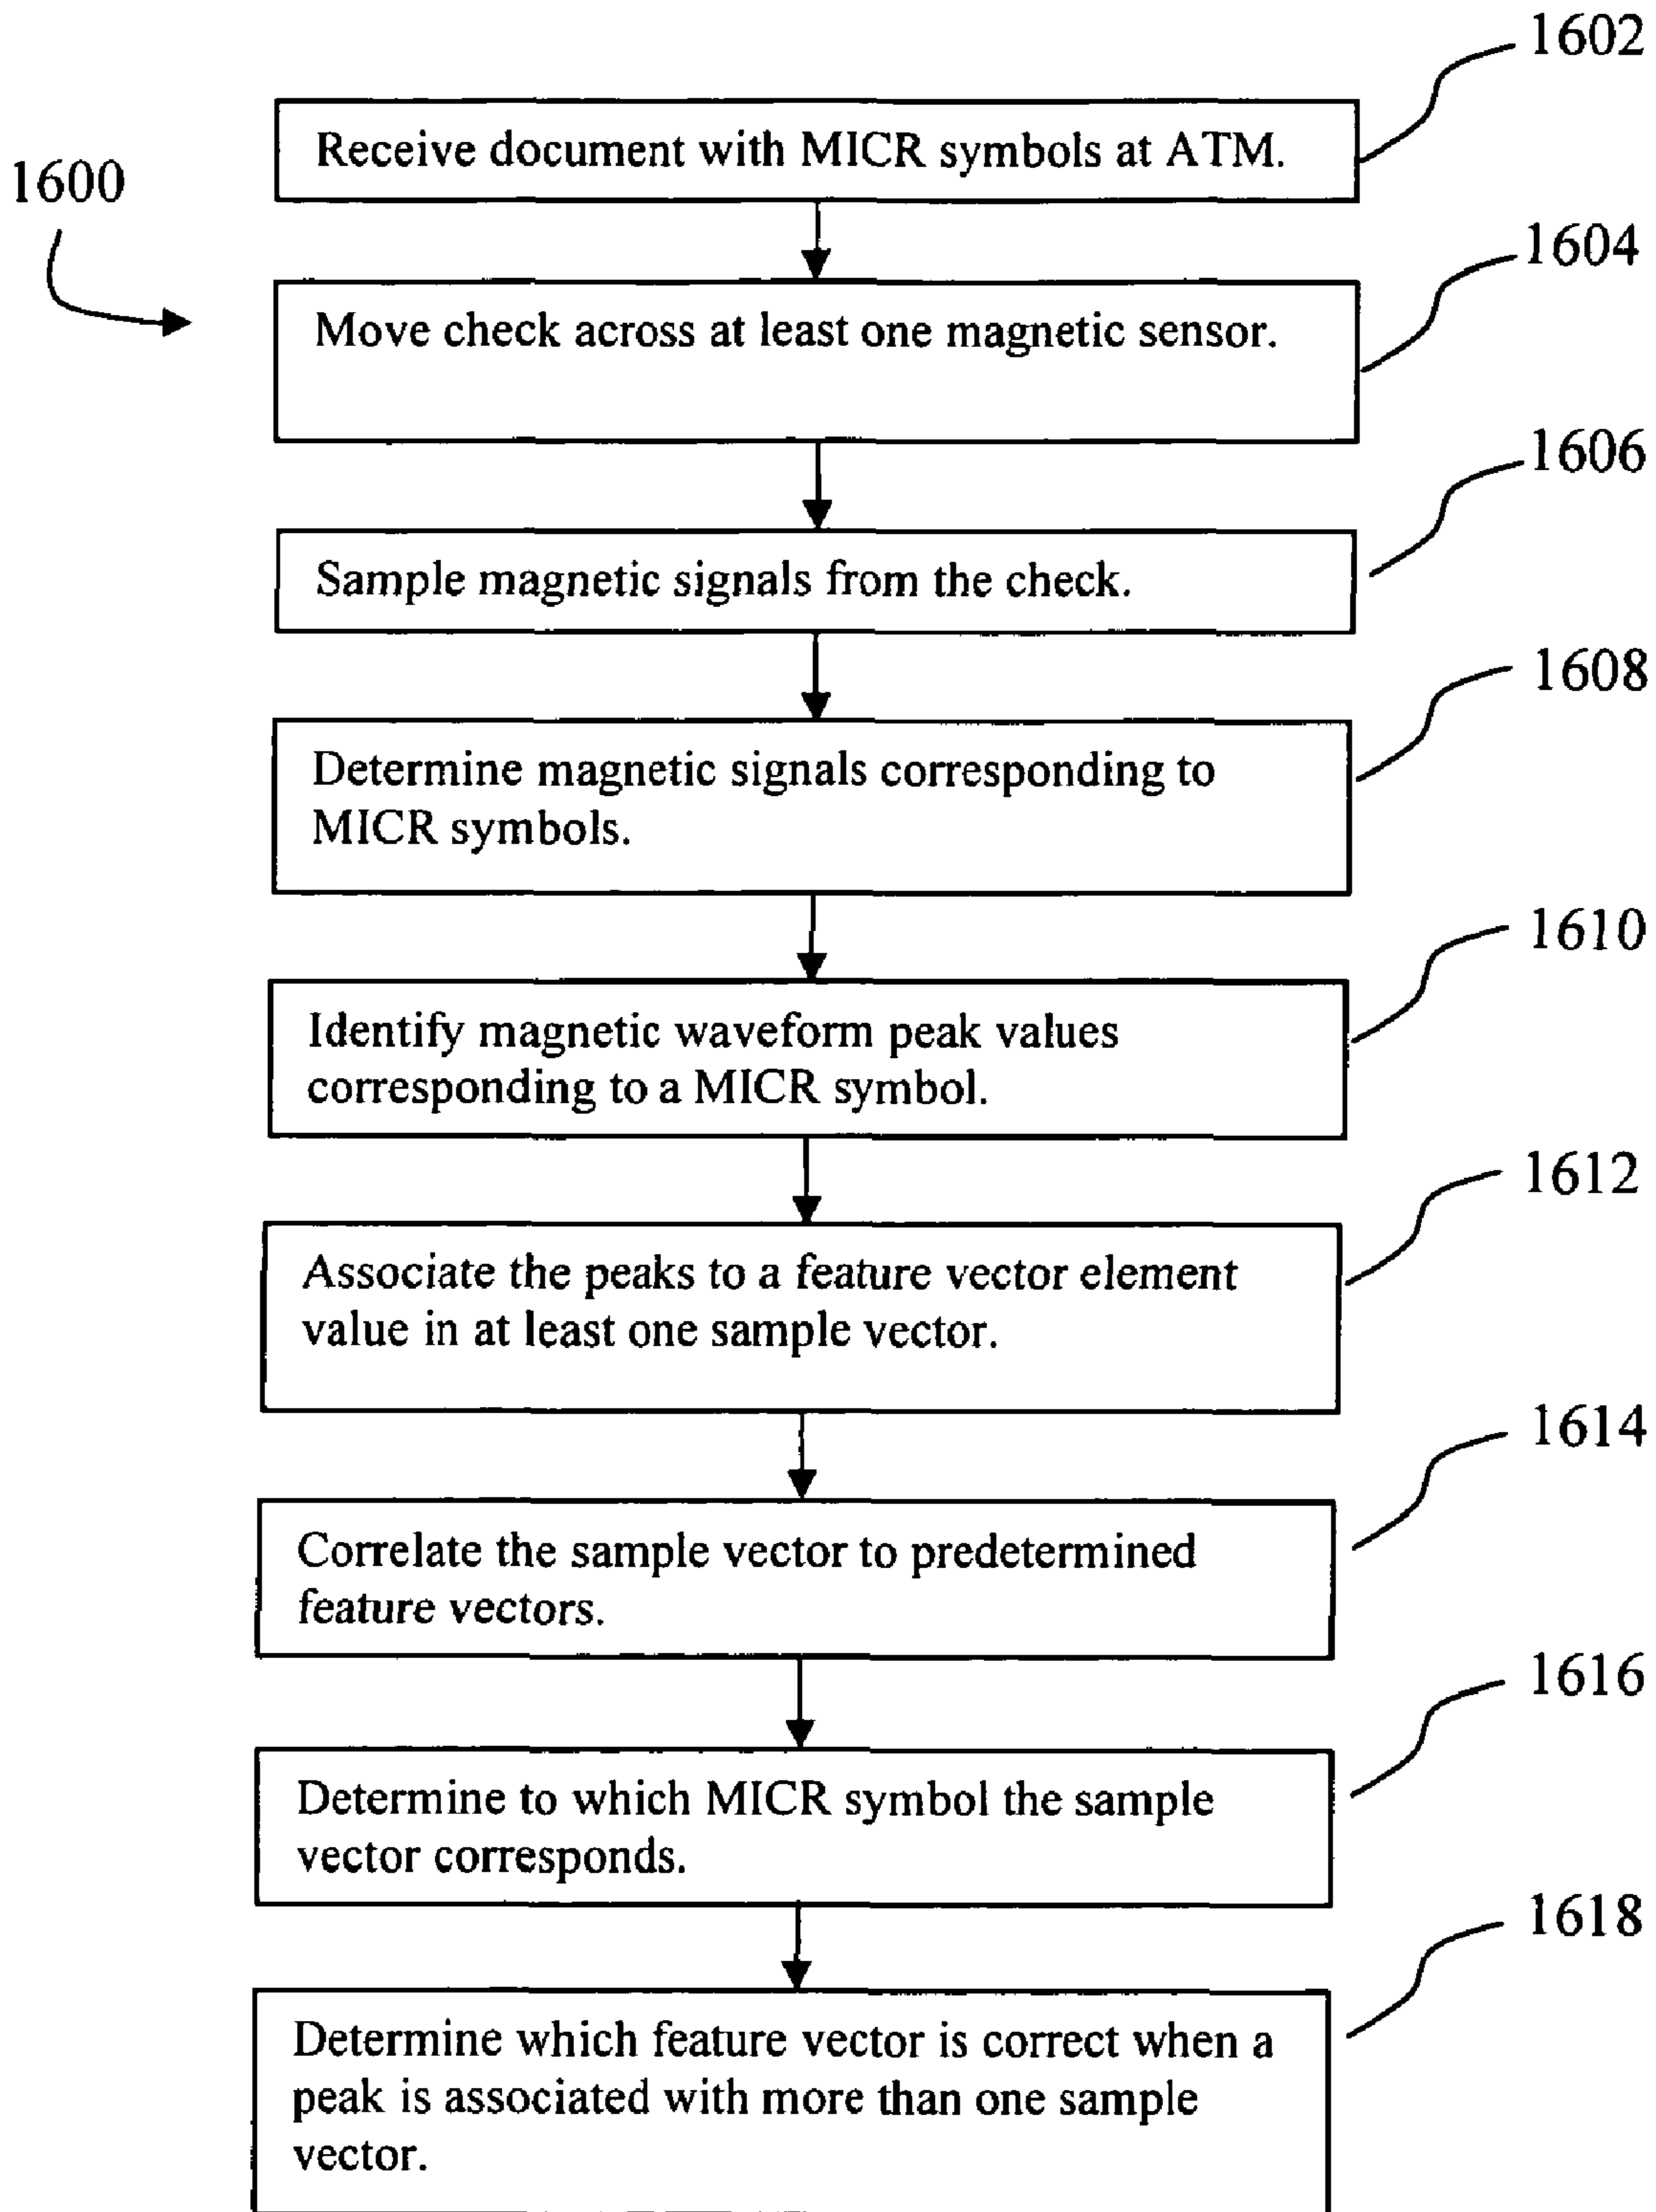 1602
Receive document with MICR symbols at ATM.
1600
1604
Move check across at least one magnetic sensor.
1606
Sample magnetic signals from the check.
1608
Determine magnetic signals corresponding to
MICR symbols.
1610
Identify magnetic waveform peak values
corresponding to a MICR symbol.
1612
Associate the peaks to a feature vector element
value in at least one sample vector.
1614
Correlate the sample vector to predetermined
feature vectors.
1616
Determine to which MICR symbol the sample
vector corresponds.
1618
Determine which feature vector is correct when a
peak is associated with more than one sample
vector.